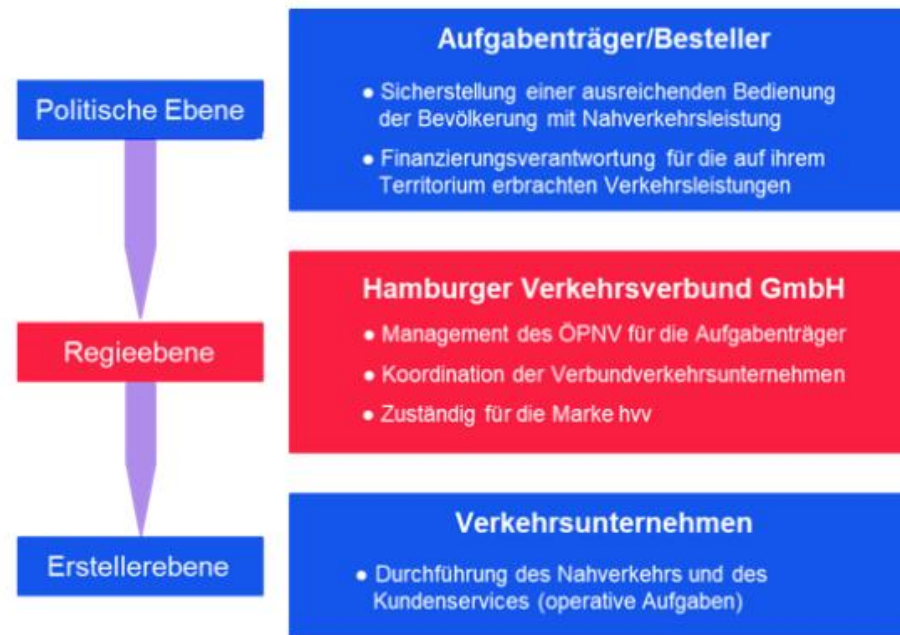 Politische Ebene
Aufgabenträger/Besteller
● Sicherstellung einer ausreichenden Bedienung
der Bevölkerung mit Nahverkehrsleistung
● Finanzierungsverantwortung für die auf ihrem
Territorium erbrachten Verkehrsleistungen
Regieebene
Hamburger Verkehrsverbund GmbH
● Management des ÖPNV für die Aufgabenträger
● Koordination der Verbundverkehrsunternehmen
● Zuständig für die Marke hvv
Erstellerebene
Verkehrsunternehmen
● Durchführung des Nahverkehrs und des
Kundenservices (operative Aufgaben)